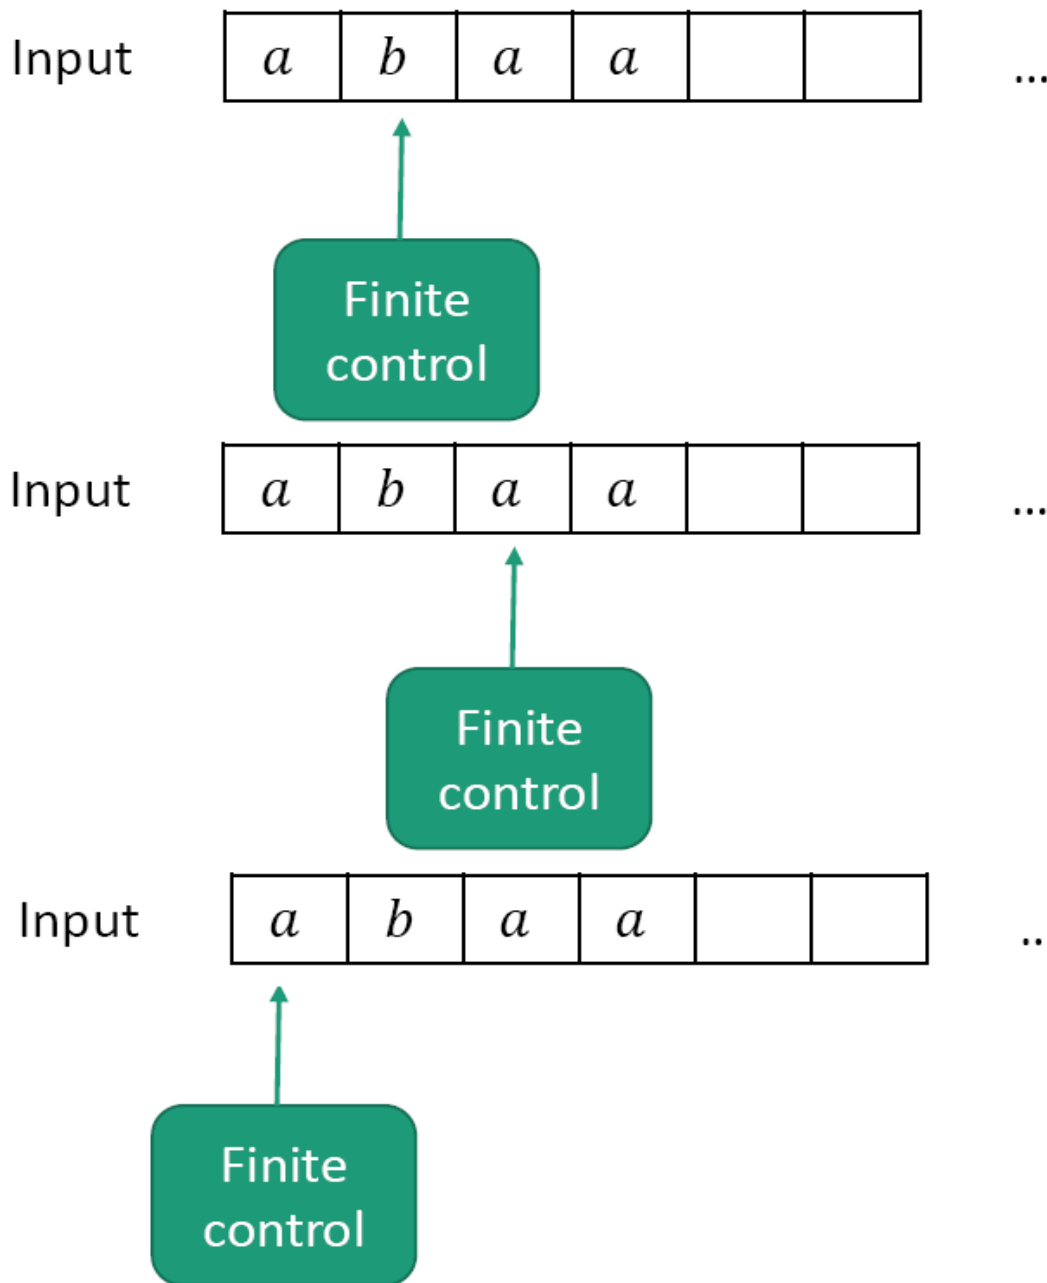 Input a b a a ...
Finite
control
Input a b a a ...
Finite
control
Input a b a a ..
Finite
control